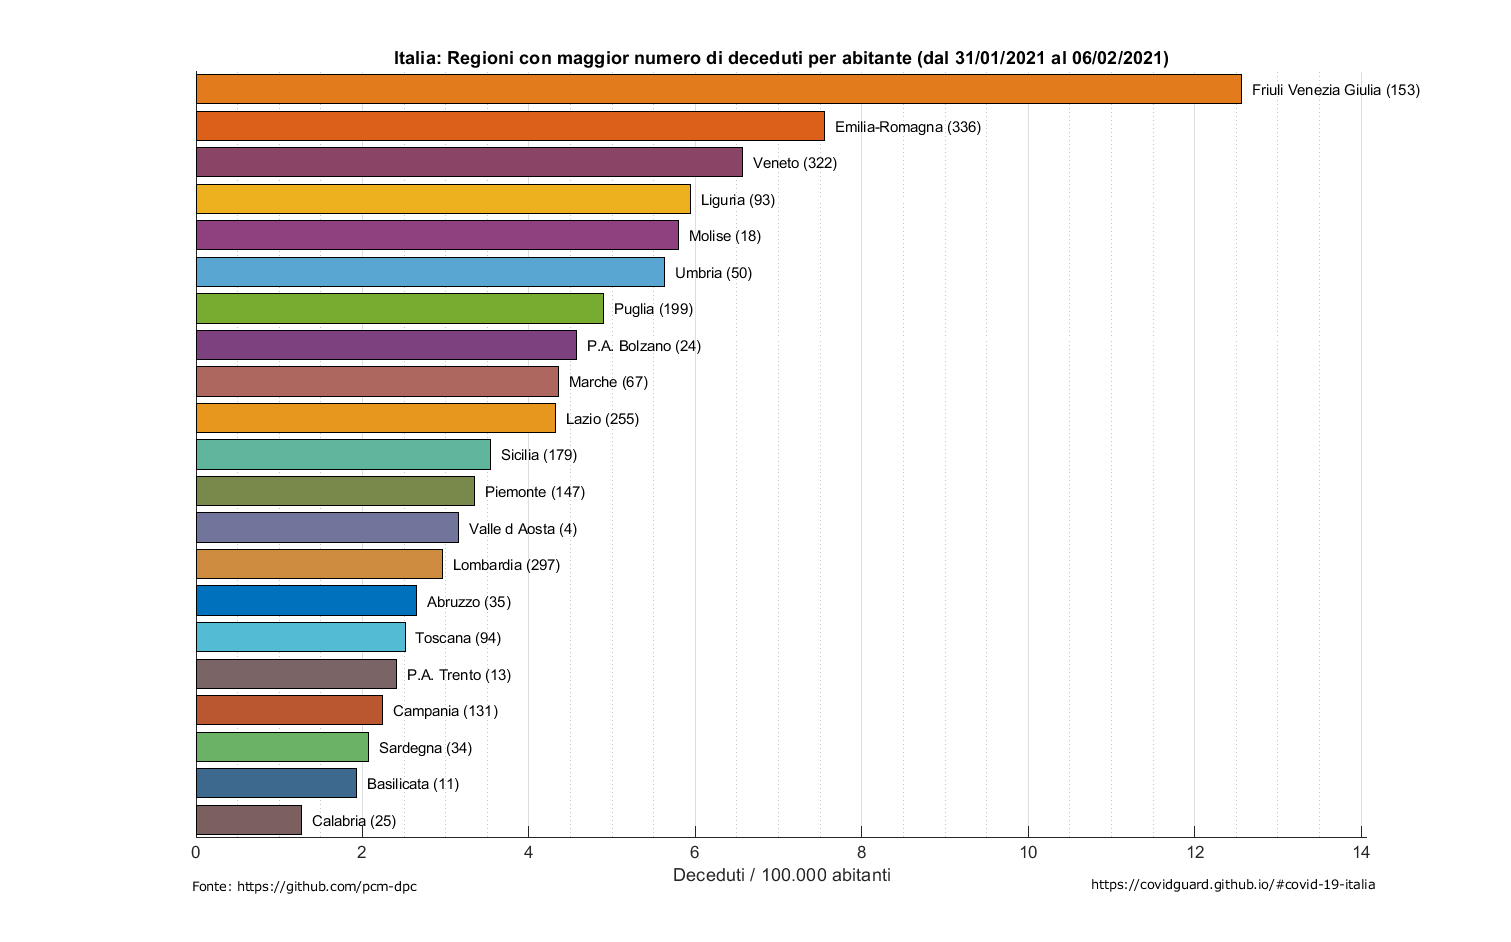 Italia: Regioni con maggior numero di deceduti per abitante (dal 31/01/2021 al 06/02/2021)
Friuli Venezia Giulia (153)
Emilia-Romagna (336)
Veneto (322)
Liguria (93)
Molise (18)
Umbria (50)
Puglia (199)
P.A. Bolzano (24)
Marche (67)
Lazio (255)
Sicilia (179)
Piemonte (147)
Valle d Aosta (4)
Lombardia (297)
Abruzzo (35)
Toscana (94)
P.A. Trento (13)
Campania (131)
Sardegna (34)
Basilicata (11)
Calabria (25)
0 2 4 6 8 10 12 14
Deceduti / 100.000 abitanti
Fonte: https://github.com/pcm-dpc
https://covidguard.github.io/#covid-19-italia